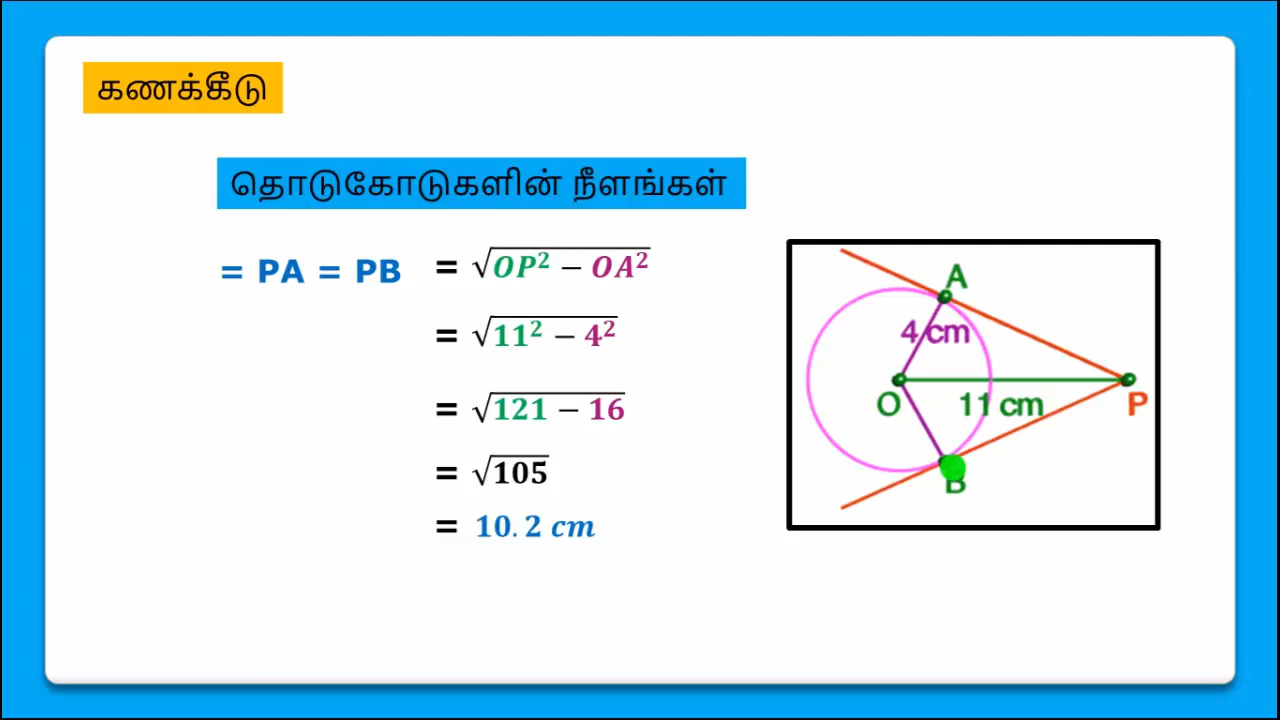 கணக்கீடு
தொடுகோடுகளின் நீளங்கள்
= PA = PB = √OP² − OA²
= √11² − 4²
= √121 − 16
= √105
= 10.2 cm
A
4 cm
O
11 cm
P
B